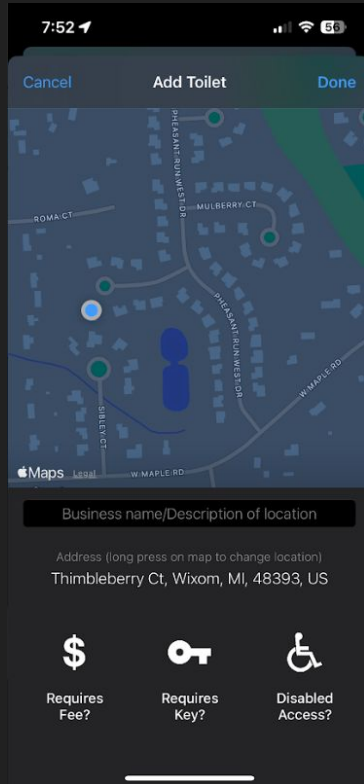 7:52
56
Cancel
Add Toilet
Done
PHEASANT RUN WEST DR
MULBERRY CT
ROMA CT
PHEASANT RUN WEST DR
W MAPLE RD
SIBLEY CT
Maps Legal
W MAPLE RD
Business name/Description of location
Address (long press on map to change location)
Thimbleberry Ct, Wixom, MI, 48393, US
$
Requires
Fee?
Requires
Key?
Disabled
Access?